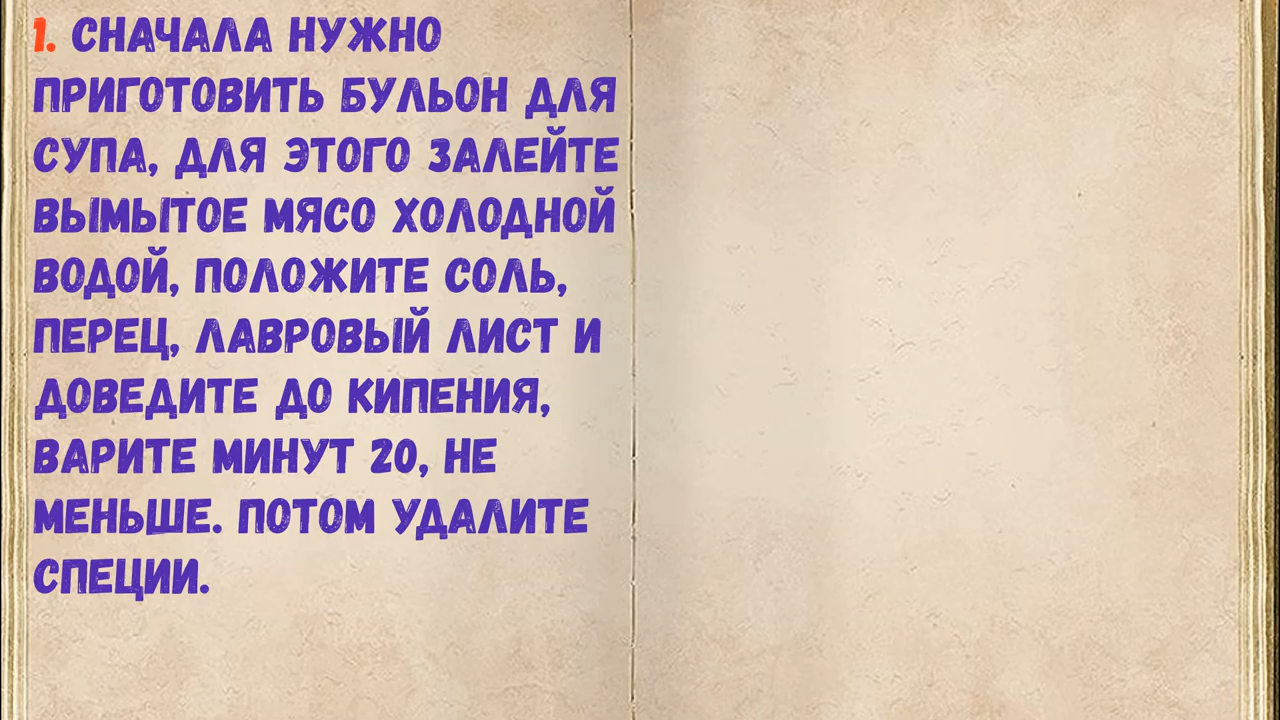 1. СНАЧАЛА НУЖНО
ПРИГОТОВИТЬ БУЛЬОН ДЛЯ
СУПА, ДЛЯ ЭТОГО ЗАЛЕЙТЕ
ВЫМЫТОЕ МЯСО ХОЛОДНОЙ
ВОДОЙ, ПОЛОЖИТЕ СОЛЬ,
ПЕРЕЦ, ЛАВРОВЫЙ ЛИСТ И
ДОВЕДИТЕ ДО КИПЕНИЯ,
ВАРИТЕ МИНУТ 20, НЕ
МЕНЬШЕ. ПОТОМ УДАЛИТЕ
СПЕЦИИ.